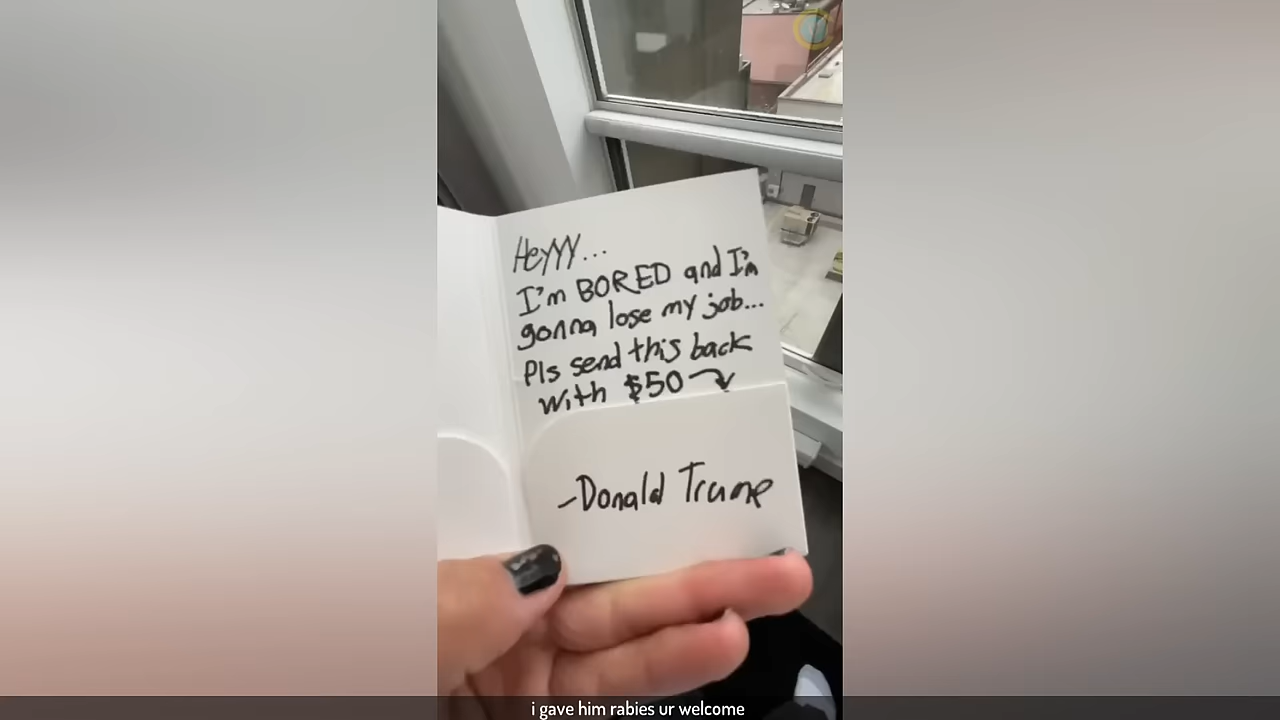 Heyyy...
I'm BORED and I'm
gonna lose my job...
Pls send this back
with $50
-Donald Trump
i gave him rabies ur welcome